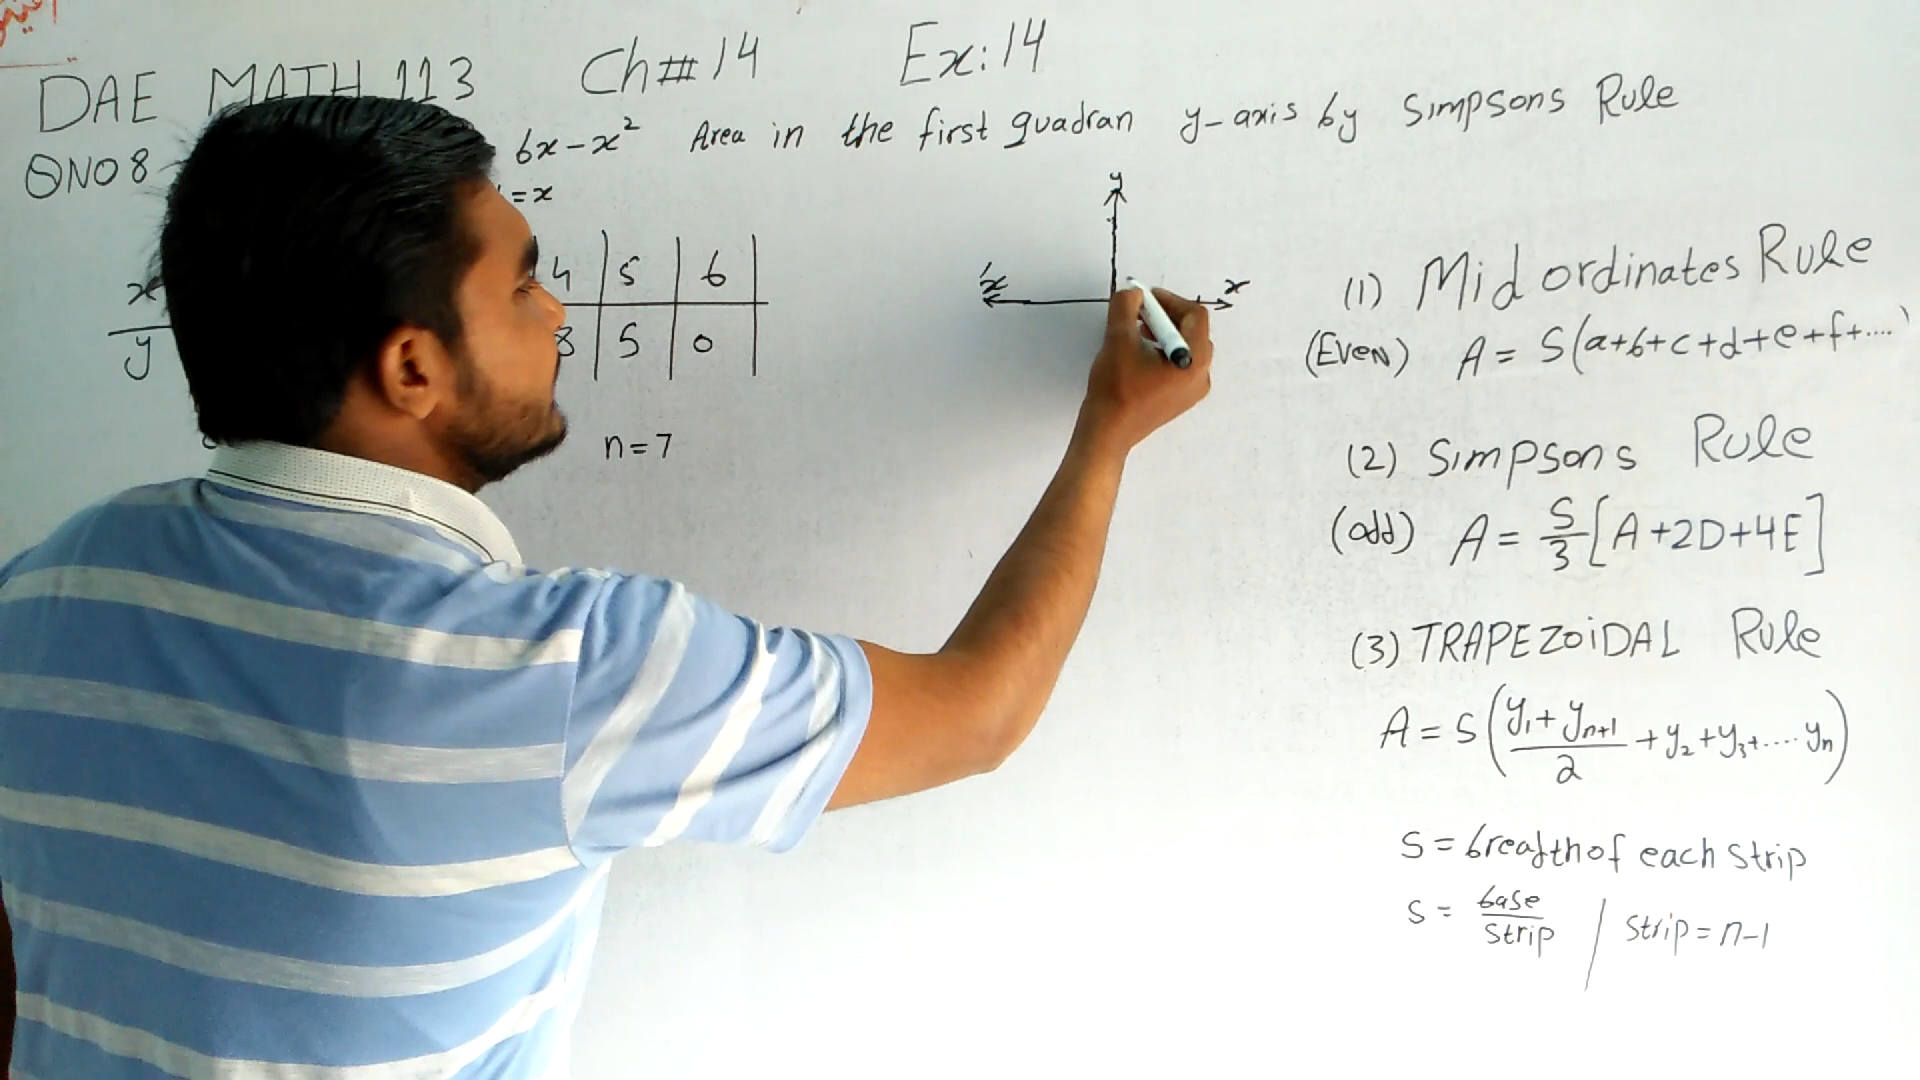 DAE MATH 113 Ch#14 Ex:14
QNO8 6x-x² Area in the first quadran y-axis by Simpsons Rule
=x
x 4 5 6
y 8 5 0
n=7
y
x' x
(1) Mid ordinates Rule
(Even) A = S(a+b+c+d+e+f+....)
(2) Simpsons Rule
(odd) A = S/3 [A+2D+4E]
(3) TRAPEZOiDAL Rule
A = S((y₁+yₙ₊₁)/2 + y₂+y₃+.... yₙ)
S = breadth of each strip
S = base/strip / strip = n-1